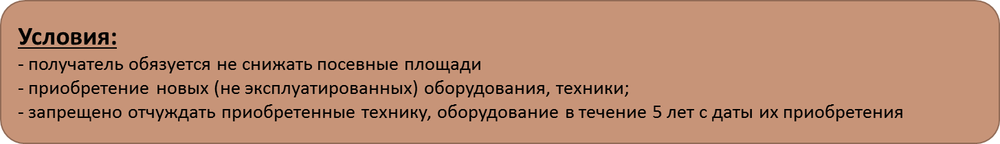 Условия:
- получатель обязуется не снижать посевные площади
- приобретение новых (не эксплуатированных) оборудования, техники;
- запрещено отчуждать приобретенные технику, оборудование в течение 5 лет с даты их приобретения